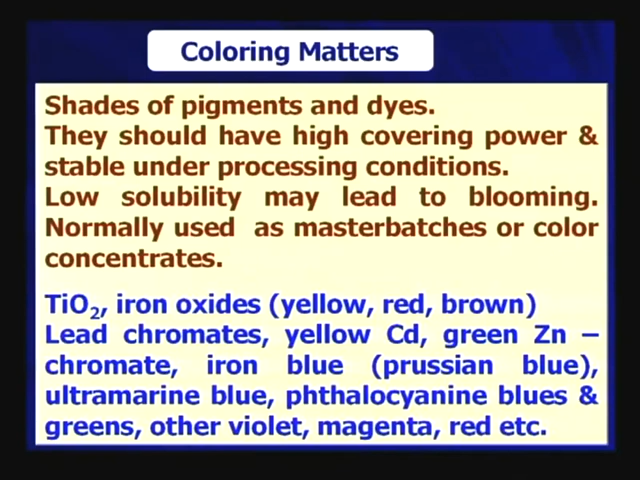 Coloring Matters
Shades of pigments and dyes.
They should have high covering power &
stable under processing conditions.
Low solubility may lead to blooming.
Normally used as masterbatches or color
concentrates.
TiO₂, iron oxides (yellow, red, brown)
Lead chromates, yellow Cd, green Zn –
chromate, iron blue (prussian blue),
ultramarine blue, phthalocyanine blues &
greens, other violet, magenta, red etc.